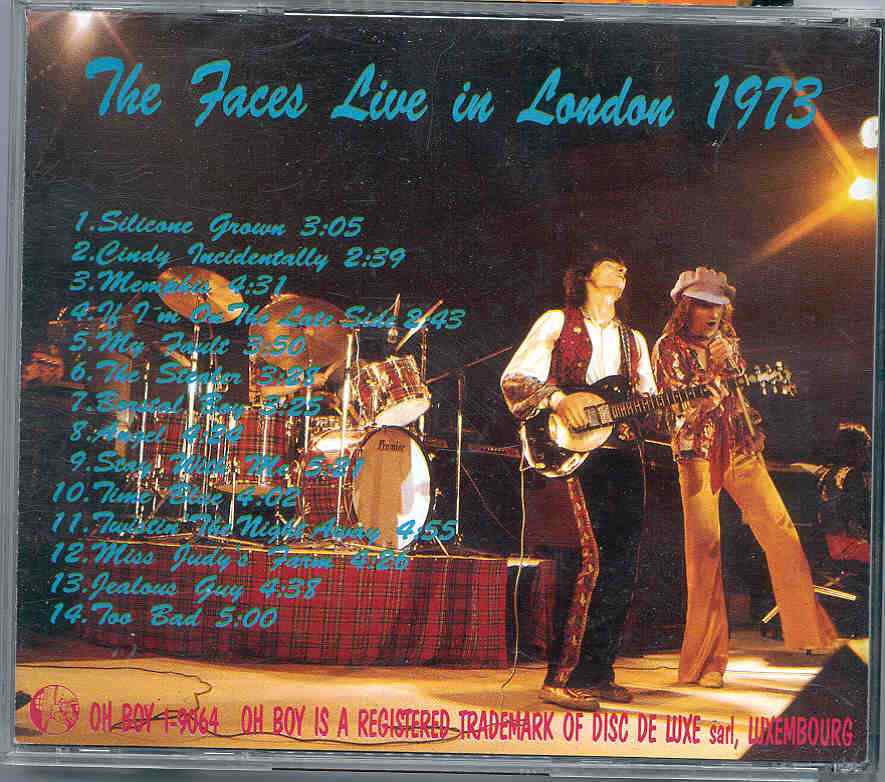 The Faces Live in London 1973
1.Silicone Grown 3:05
2.Cindy Incidentally 2:39
3.Memphis 4:31
4.If I'm On The Late Side 2:43
5.My Fault 3:50
6.The Stealer 3:28
7.Borstal Boy 3:25
8.Angel 4:24
9.Stay With Me 5:21
10.Time Blue 4:02
11.Twistin The Night Away 4:55
12.Miss Judy's Farm 4:26
13.Jealous Guy 4:38
14.Too Bad 5:00
Premier
OH BOY 1-9064 OH BOY IS A REGISTERED TRADEMARK OF DISC DE LUXE sarl, LUXEMBOURG